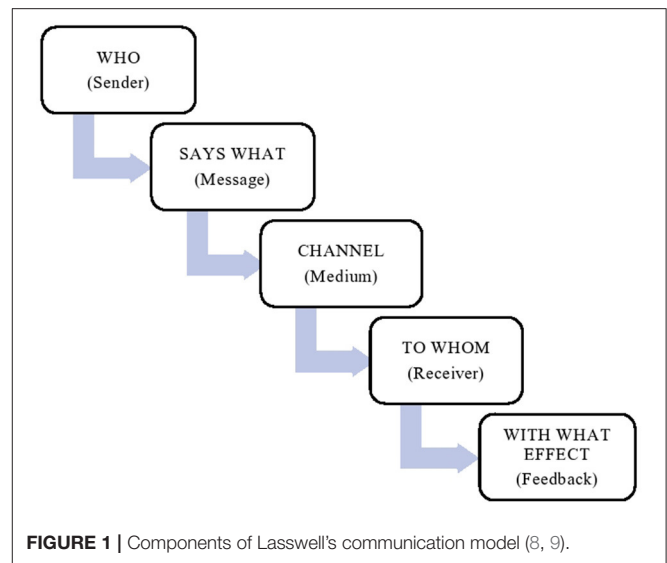 WHO
(Sender)
SAYS WHAT
(Message)
CHANNEL
(Medium)
TO WHOM
(Receiver)
WITH WHAT
EFFECT
(Feedback)
FIGURE 1 | Components of Lasswell's communication model (8, 9).